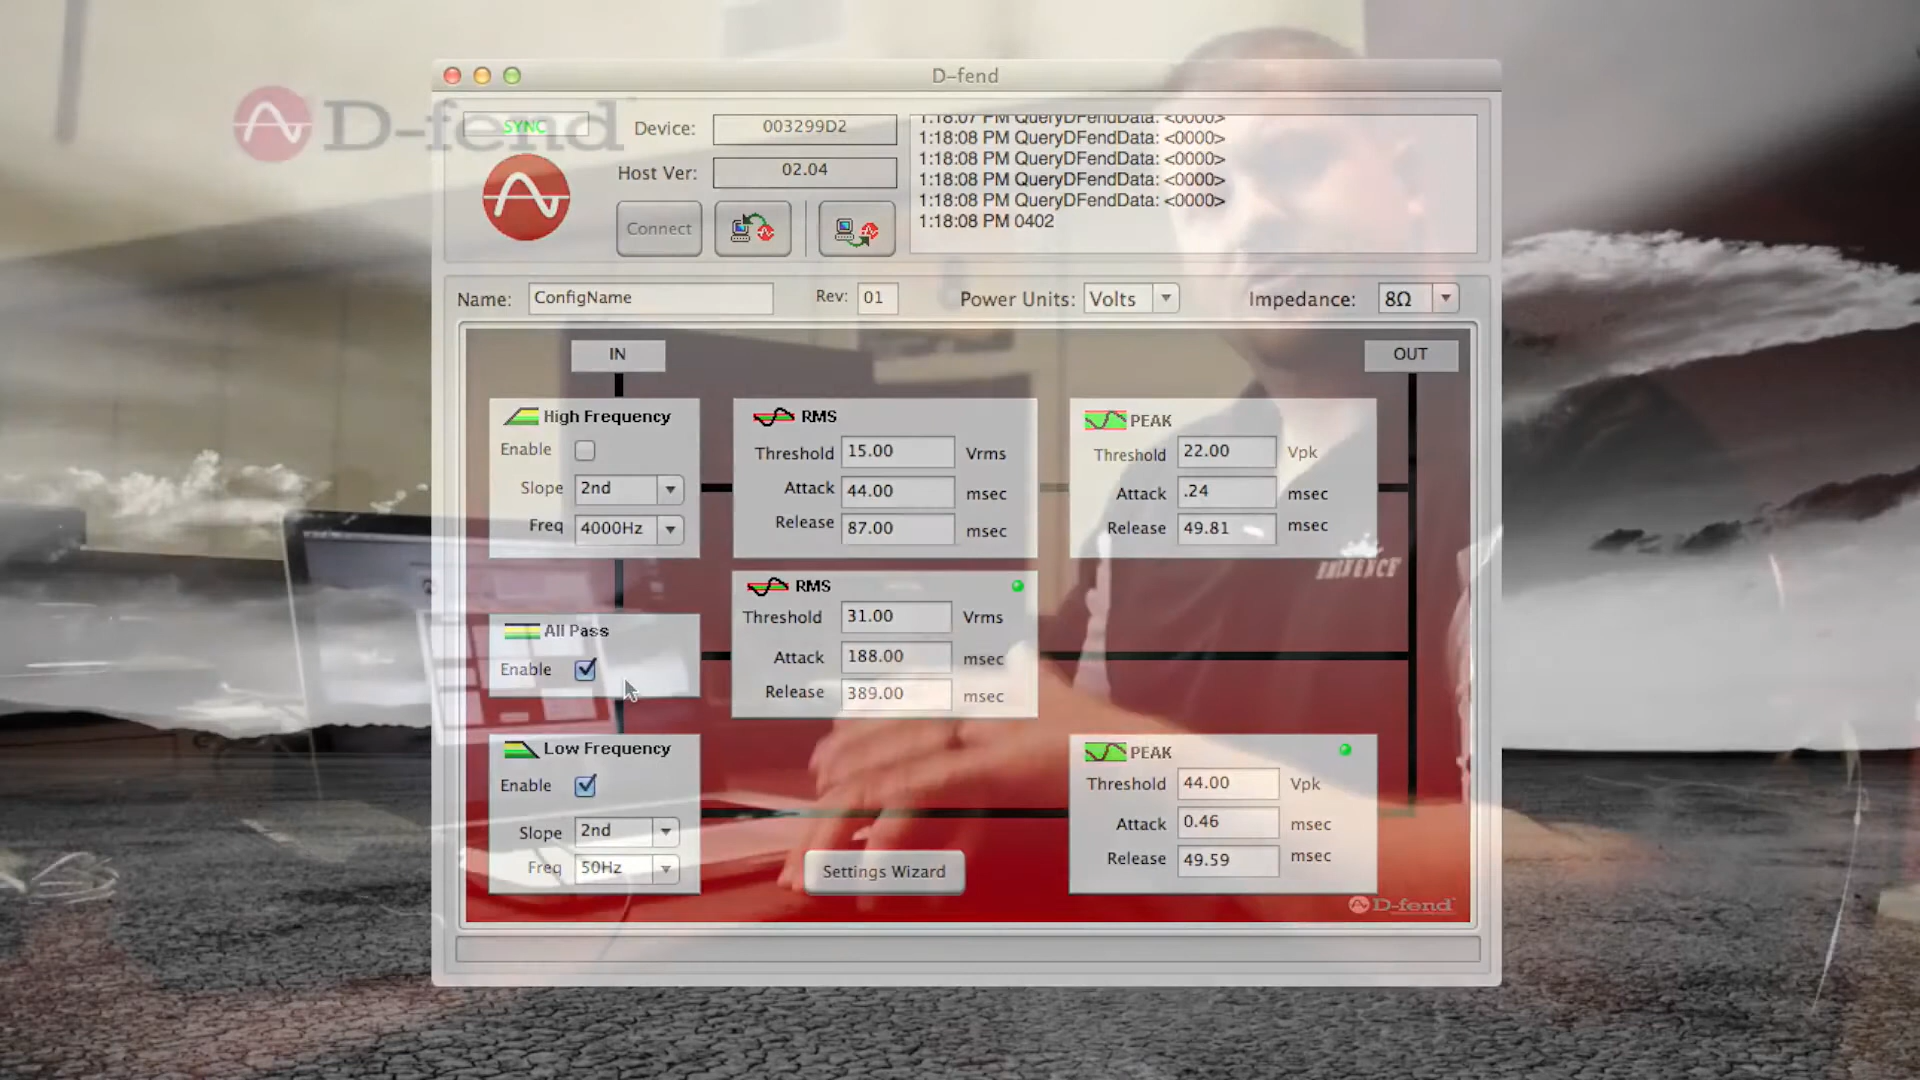 D-fend
D-fend
SYNC
Device: 003299D2
Host Ver: 02.04
Connect
1:18:07 PM QueryDFendData: <0000>
1:18:08 PM QueryDFendData: <0000>
1:18:08 PM QueryDFendData: <0000>
1:18:08 PM QueryDFendData: <0000>
1:18:08 PM QueryDFendData: <0000>
1:18:08 PM 0402
Name: ConfigName Rev: 01 Power Units: Volts Impedance: 8Ω
IN
OUT
High Frequency
Enable
Slope 2nd
Freq 4000Hz
RMS
Threshold 15.00 Vrms
Attack 44.00 msec
Release 87.00 msec
PEAK
Threshold 22.00 Vpk
Attack .24 msec
Release 49.81 msec
EMINENCE
All Pass
Enable
RMS
Threshold 31.00 Vrms
Attack 188.00 msec
Release 389.00 msec
Low Frequency
Enable
Slope 2nd
Freq 50Hz
Settings Wizard
PEAK
Threshold 44.00 Vpk
Attack 0.46 msec
Release 49.59 msec
D-fend